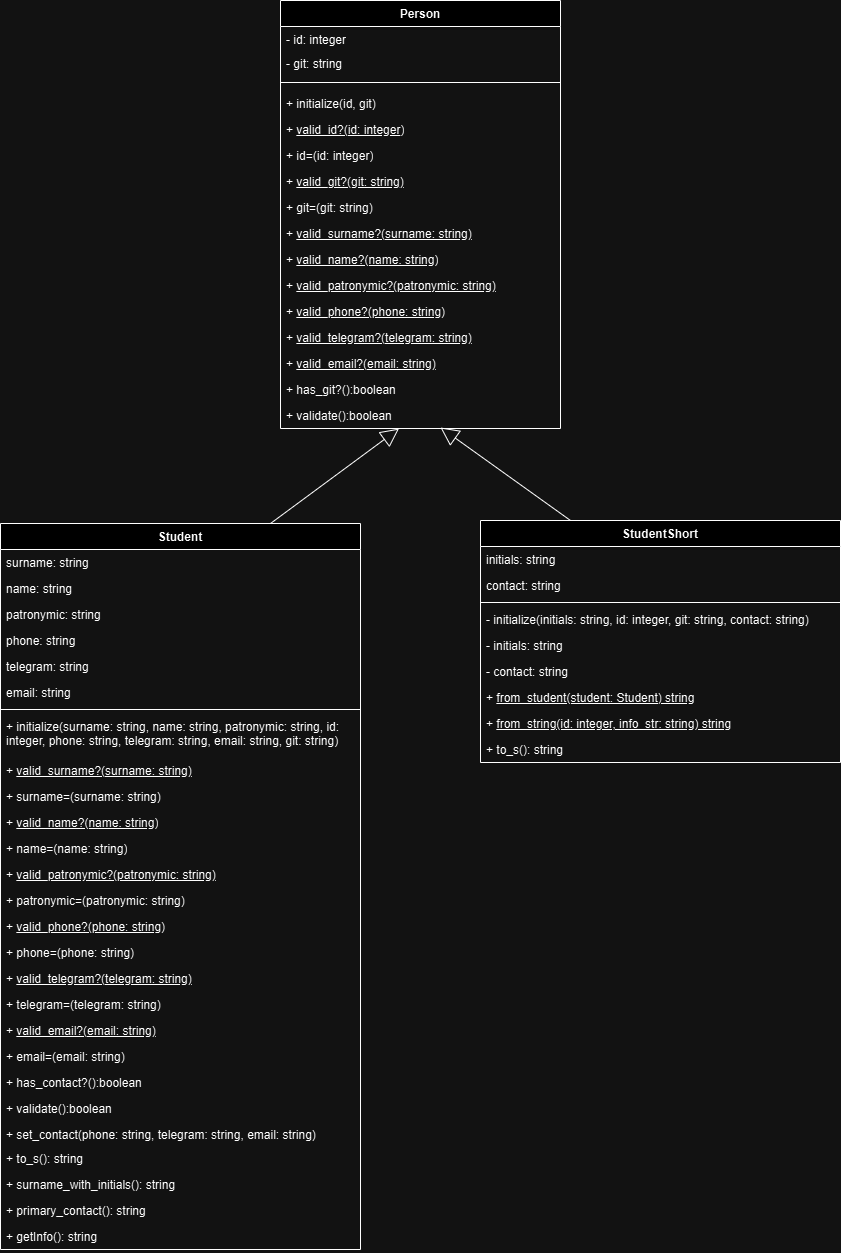 Person
- id: integer
- git: string
+ initialize(id, git)
+ valid_id?(id: integer)
+ id=(id: integer)
+ valid_git?(git: string)
+ git=(git: string)
+ valid_surname?(surname: string)
+ valid_name?(name: string)
+ valid_patronymic?(patronymic: string)
+ valid_phone?(phone: string)
+ valid_telegram?(telegram: string)
+ valid_email?(email: string)
+ has_git?():boolean
+ validate():boolean
Student
surname: string
name: string
patronymic: string
phone: string
telegram: string
email: string
+ initialize(surname: string, name: string, patronymic: string, id:
integer, phone: string, telegram: string, email: string, git: string)
+ valid_surname?(surname: string)
+ surname=(surname: string)
+ valid_name?(name: string)
+ name=(name: string)
+ valid_patronymic?(patronymic: string)
+ patronymic=(patronymic: string)
+ valid_phone?(phone: string)
+ phone=(phone: string)
+ valid_telegram?(telegram: string)
+ telegram=(telegram: string)
+ valid_email?(email: string)
+ email=(email: string)
+ has_contact?():boolean
+ validate():boolean
+ set_contact(phone: string, telegram: string, email: string)
+ to_s(): string
+ surname_with_initials(): string
+ primary_contact(): string
+ getInfo(): string
StudentShort
initials: string
contact: string
- initialize(initials: string, id: integer, git: string, contact: string)
- initials: string
- contact: string
+ from_student(student: Student) string
+ from_string(id: integer, info_str: string) string
+ to_s(): string